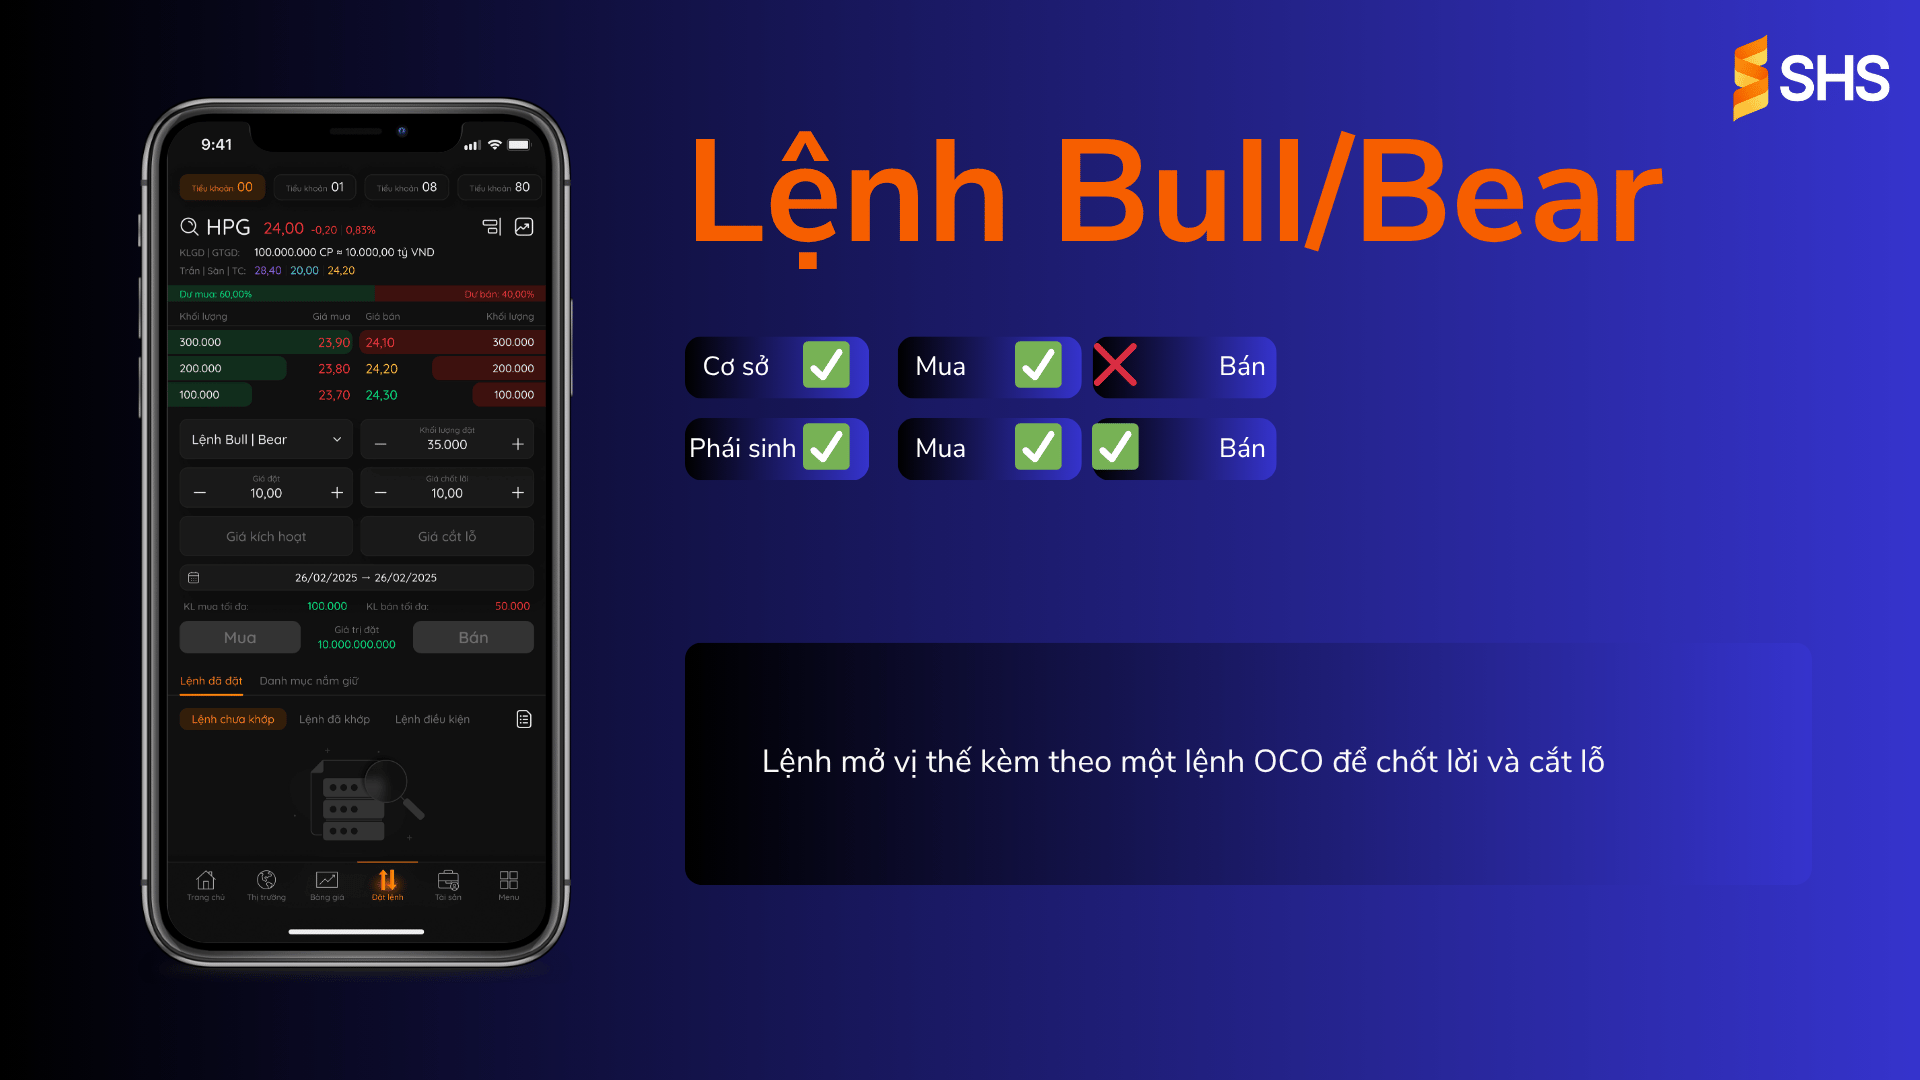 SHS
Lệnh Bull/Bear
Cơ sở Mua Bán
Phái sinh Mua Bán
Lệnh mở vị thế kèm theo một lệnh OCO để chốt lời và cắt lỗ
9:41
Tiểu khoản 00 Tiểu khoản 01 Tiểu khoản 08 Tiểu khoản 80
HPG 24,00 -0,20 0,83%
KLGD | GTGD: 100.000.000 CP ≈ 10.000,00 tỷ VND
Trần | Sàn | TC: 28,40 20,00 24,20
Dư mua: 60,00% Dư bán: 40,00%
Khối lượng Giá mua Giá bán Khối lượng
300.000 23,90 24,10 300.000
200.000 23,80 24,20 200.000
100.000 23,70 24,30 100.000
Lệnh Bull | Bear
Khối lượng đặt
— 35.000 +
Giá đặt
— 10,00 +
Giá chốt lời
— 10,00 +
Giá kích hoạt Giá cắt lỗ
26/02/2025 → 26/02/2025
KL mua tối đa: 100.000 KL bán tối đa: 50.000
Mua
Giá trị đặt
10.000.000.000
Bán
Lệnh đã đặt Danh mục nắm giữ
Lệnh chưa khớp Lệnh đã khớp Lệnh điều kiện
Trang chủ Thị trường Bảng giá Đặt lệnh Tài sản Menu